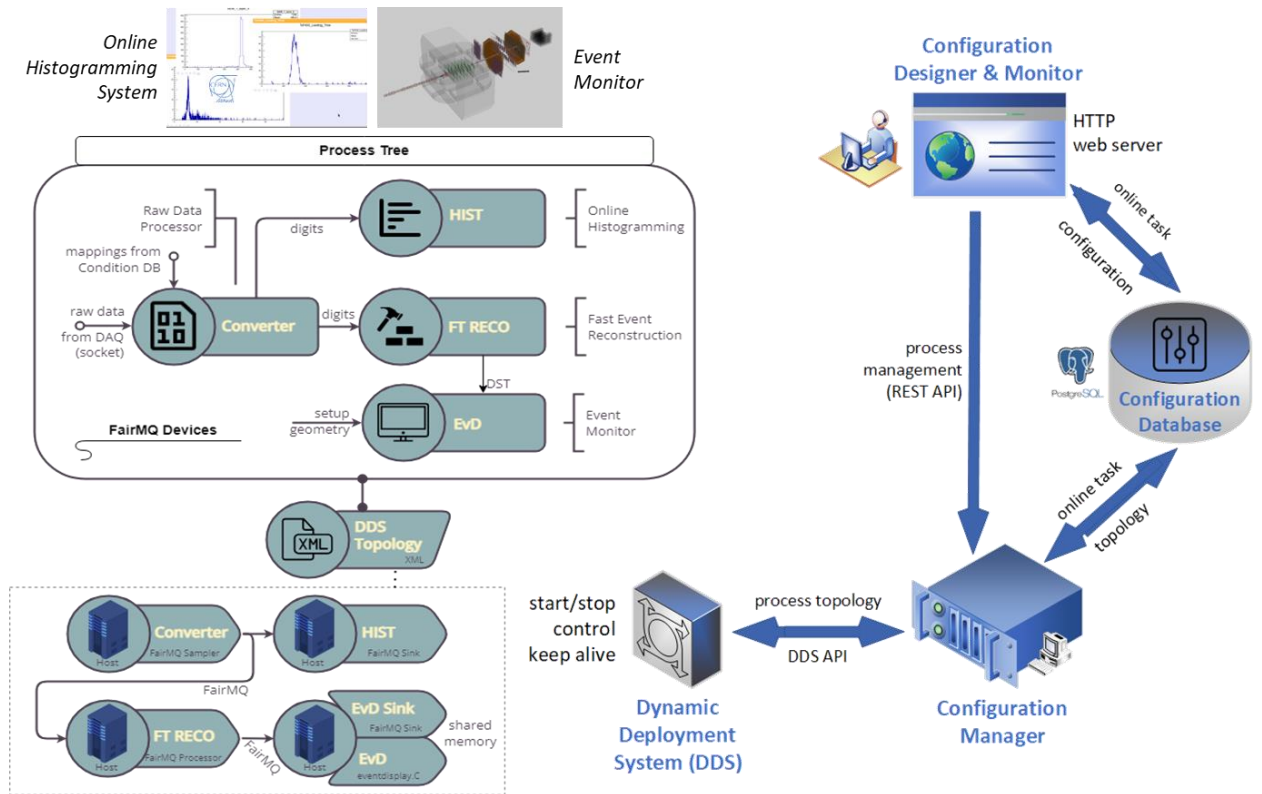 Online
Histogramming
System
Event
Monitor
Process Tree
Raw Data
Processor
mappings from
Condition DB
raw data
from DAQ
(socket)
0110
Converter
digits
digits
HIST
Online
Histogramming
FT RECO
Fast Event
Reconstruction
DST
setup
geometry
EvD
Event
Monitor
FairMQ Devices
XML
DDS
Topology
XML
Converter
FairMQ Sampler
Host
HIST
FairMQ Sink
Host
FairMQ
FT RECO
FairMQ Processor
Host
FairMQ
EvD Sink
FairMQ Sink
Host
EvD
eventdisplay.C
shared
memory
Configuration
Designer & Monitor
HTTP
web server
online task
configuration
process
management
(REST API)
PostgreSQL
Configuration
Database
online task
topology
start/stop
control
keep alive
process topology
DDS API
Dynamic
Deployment
System (DDS)
Configuration
Manager